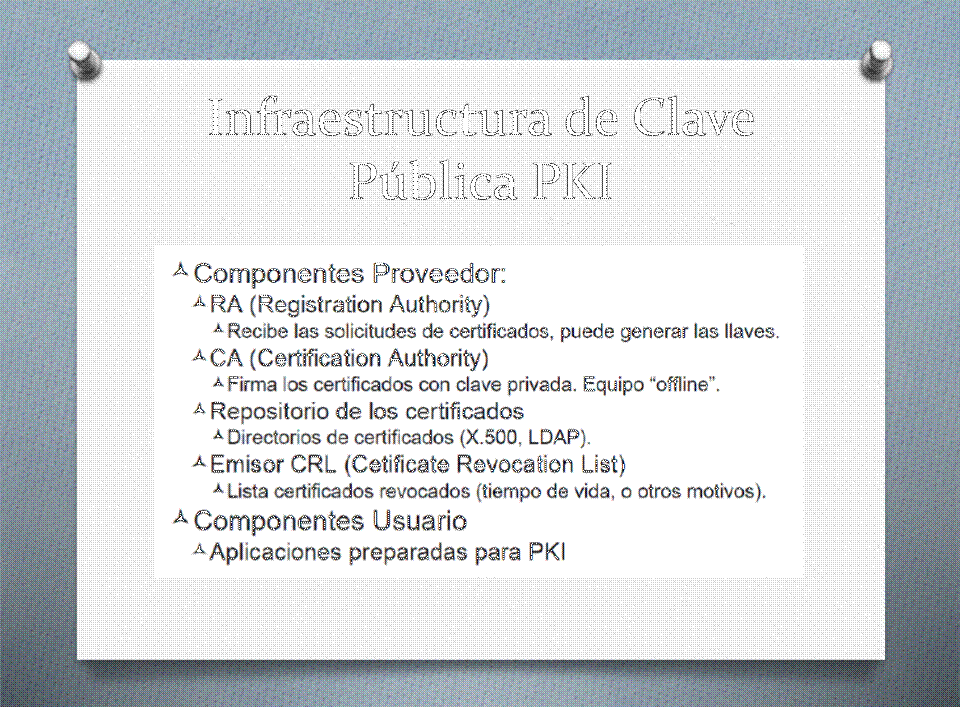 Infraestructura de Clave
Pública PKI
Componentes Proveedor:
RA (Registration Authority)
Recibe las solicitudes de certificados, puede generar las llaves.
CA (Certification Authority)
Firma los certificados con clave privada. Equipo “offline”.
Repositorio de los certificados
Directorios de certificados (X.500, LDAP).
Emisor CRL (Cetificate Revocation List)
Lista certificados revocados (tiempo de vida, o otros motivos).
Componentes Usuario
Aplicaciones preparadas para PKI